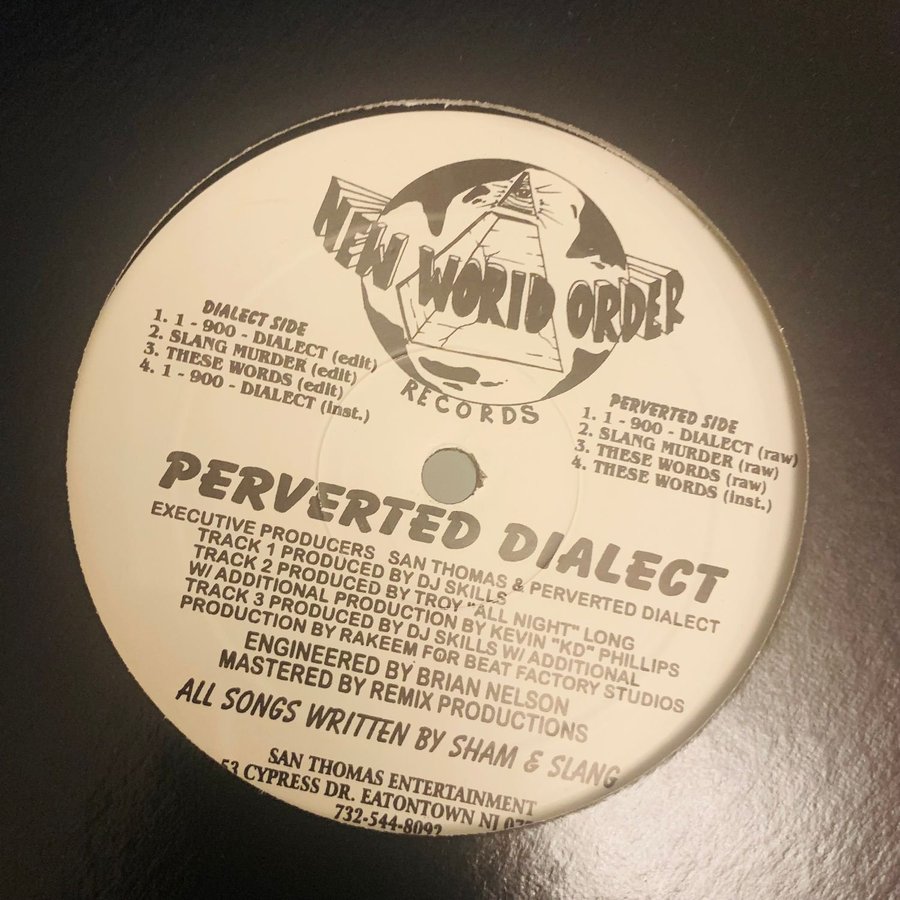 NEW WORLD ORDER
RECORDS
DIALECT SIDE
1. 1 - 900 - DIALECT (edit)
2. SLANG MURDER (edit)
3. THESE WORDS (edit)
4. 1 - 900 - DIALECT (inst.)
PERVERTED SIDE
1. 1 - 900 - DIALECT (raw)
2. SLANG MURDER (raw)
3. THESE WORDS (raw)
4. THESE WORDS (inst.)
PERVERTED DIALECT
EXECUTIVE PRODUCERS SAN THOMAS & PERVERTED DIALECT
TRACK 1 PRODUCED BY DJ SKILLS
TRACK 2 PRODUCED BY TROY "ALL NIGHT" LONG
W/ ADDITIONAL PRODUCTION BY KEVIN "KD" PHILLIPS
TRACK 3 PRODUCED BY DJ SKILLS W/ ADDITIONAL
PRODUCTION BY RAKEEM FOR BEAT FACTORY STUDIOS
ENGINEERED BY BRIAN NELSON
MASTERED BY REMIX PRODUCTIONS
ALL SONGS WRITTEN BY SHAM & SLANG
SAN THOMAS ENTERTAINMENT
53 CYPRESS DR. EATONTOWN NJ
732-544-8092